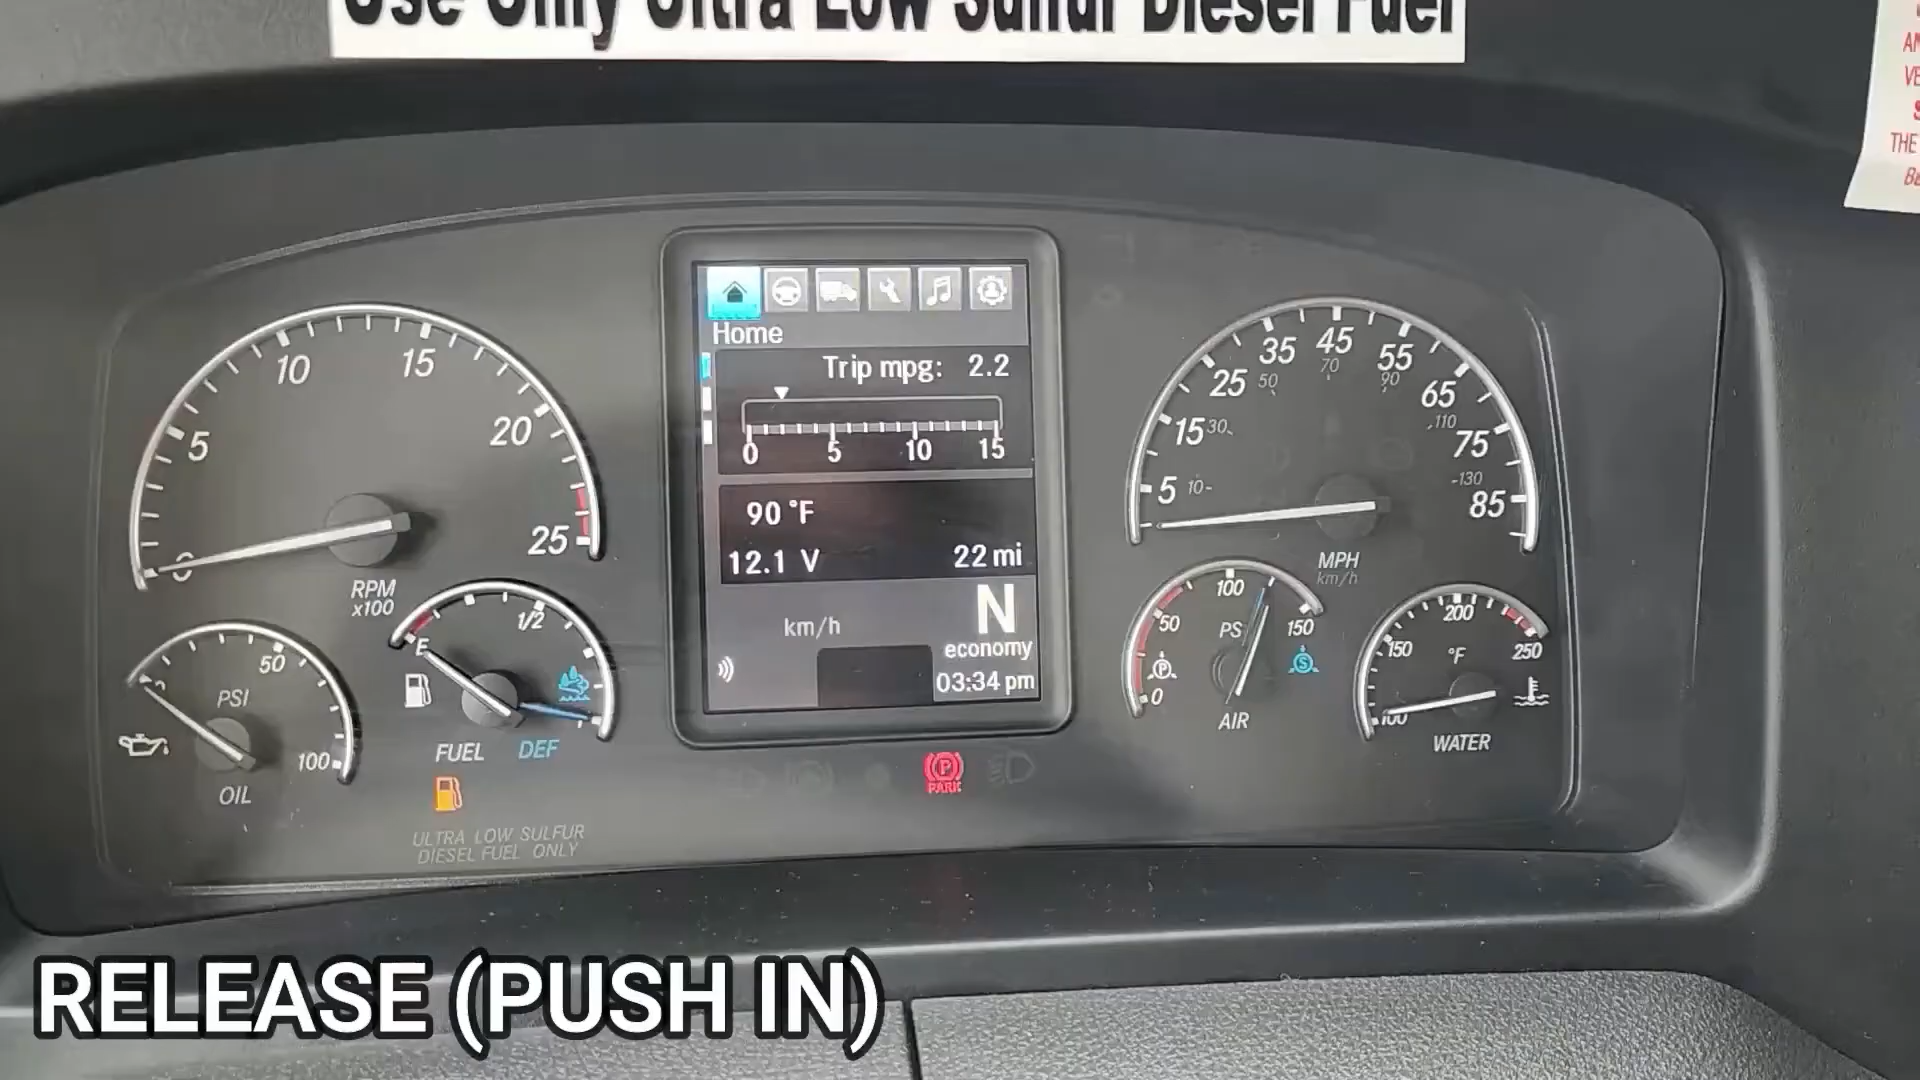 Use Only Ultra Low Sulfur Diesel Fuel
THE
Home
Trip mpg: 2.2
0 5 10 15
90 °F
12.1 V 22 mi
km/h
N
economy
03:34 pm
0 5 10 15 20 25
RPM
x100
50
PSI
100
OIL
E 1/2
FUEL DEF
ULTRA LOW SULFUR
DIESEL FUEL ONLY
5 15 25 35 45 55 65 75 85
10 30 50 70 90 110 130
MPH
km/h
0 50 100 150
PSI
P
S
AIR
100 150 200 250
°F
WATER
P
PARK
RELEASE (PUSH IN)